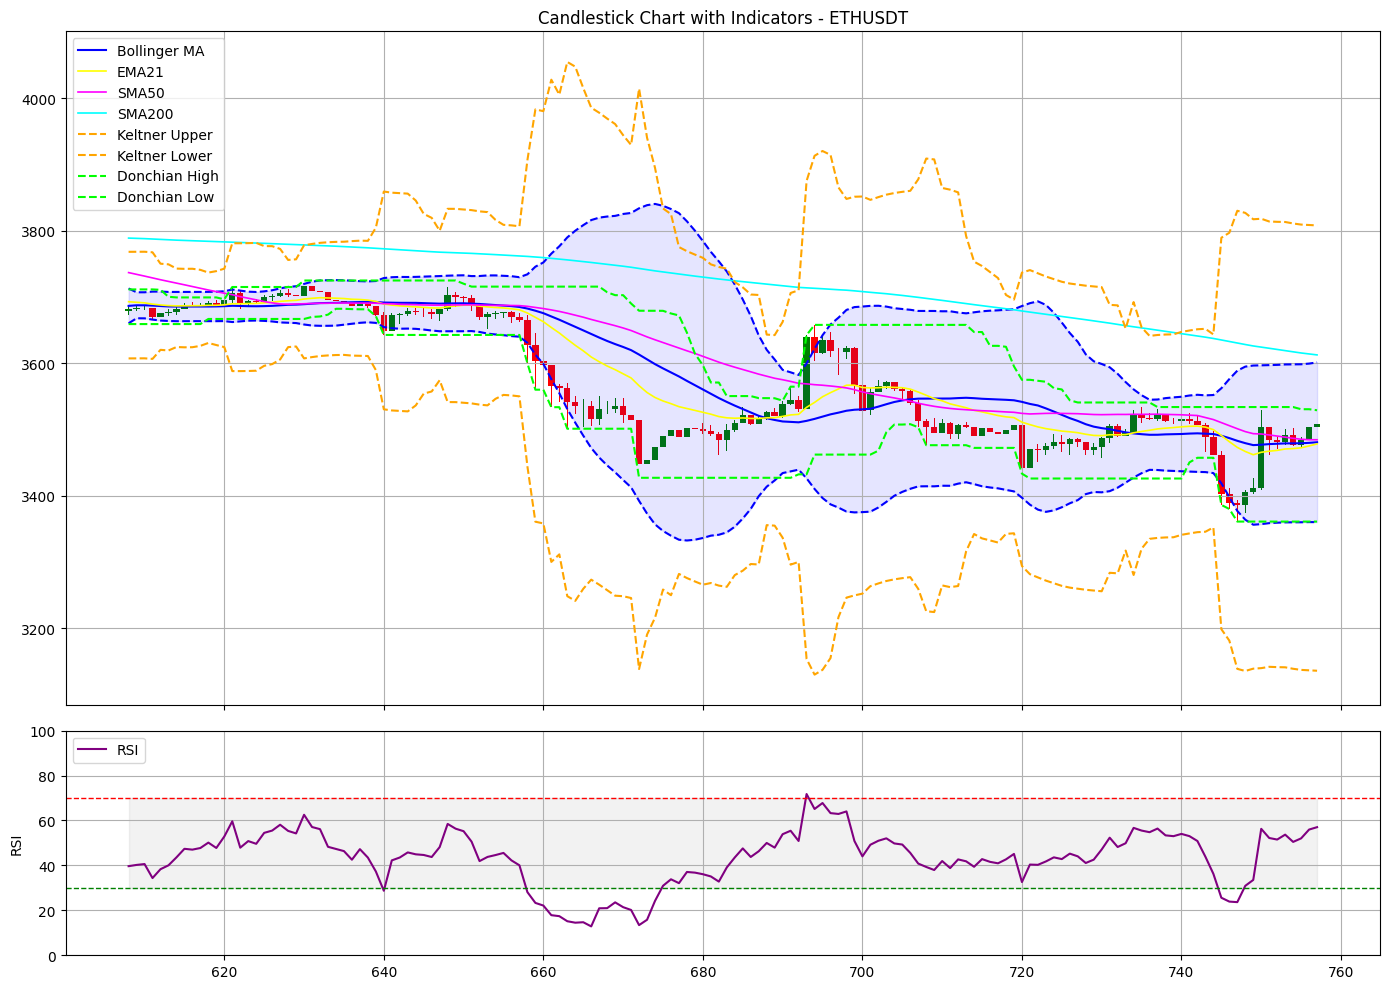 Candlestick Chart with Indicators - ETHUSDT
Bollinger MA
EMA21
SMA50
SMA200
Keltner Upper
Keltner Lower
Donchian High
Donchian Low
4000
3800
3600
3400
3200
RSI
100
80
60
40
20
0
RSI
620 640 660 680 700 720 740 760